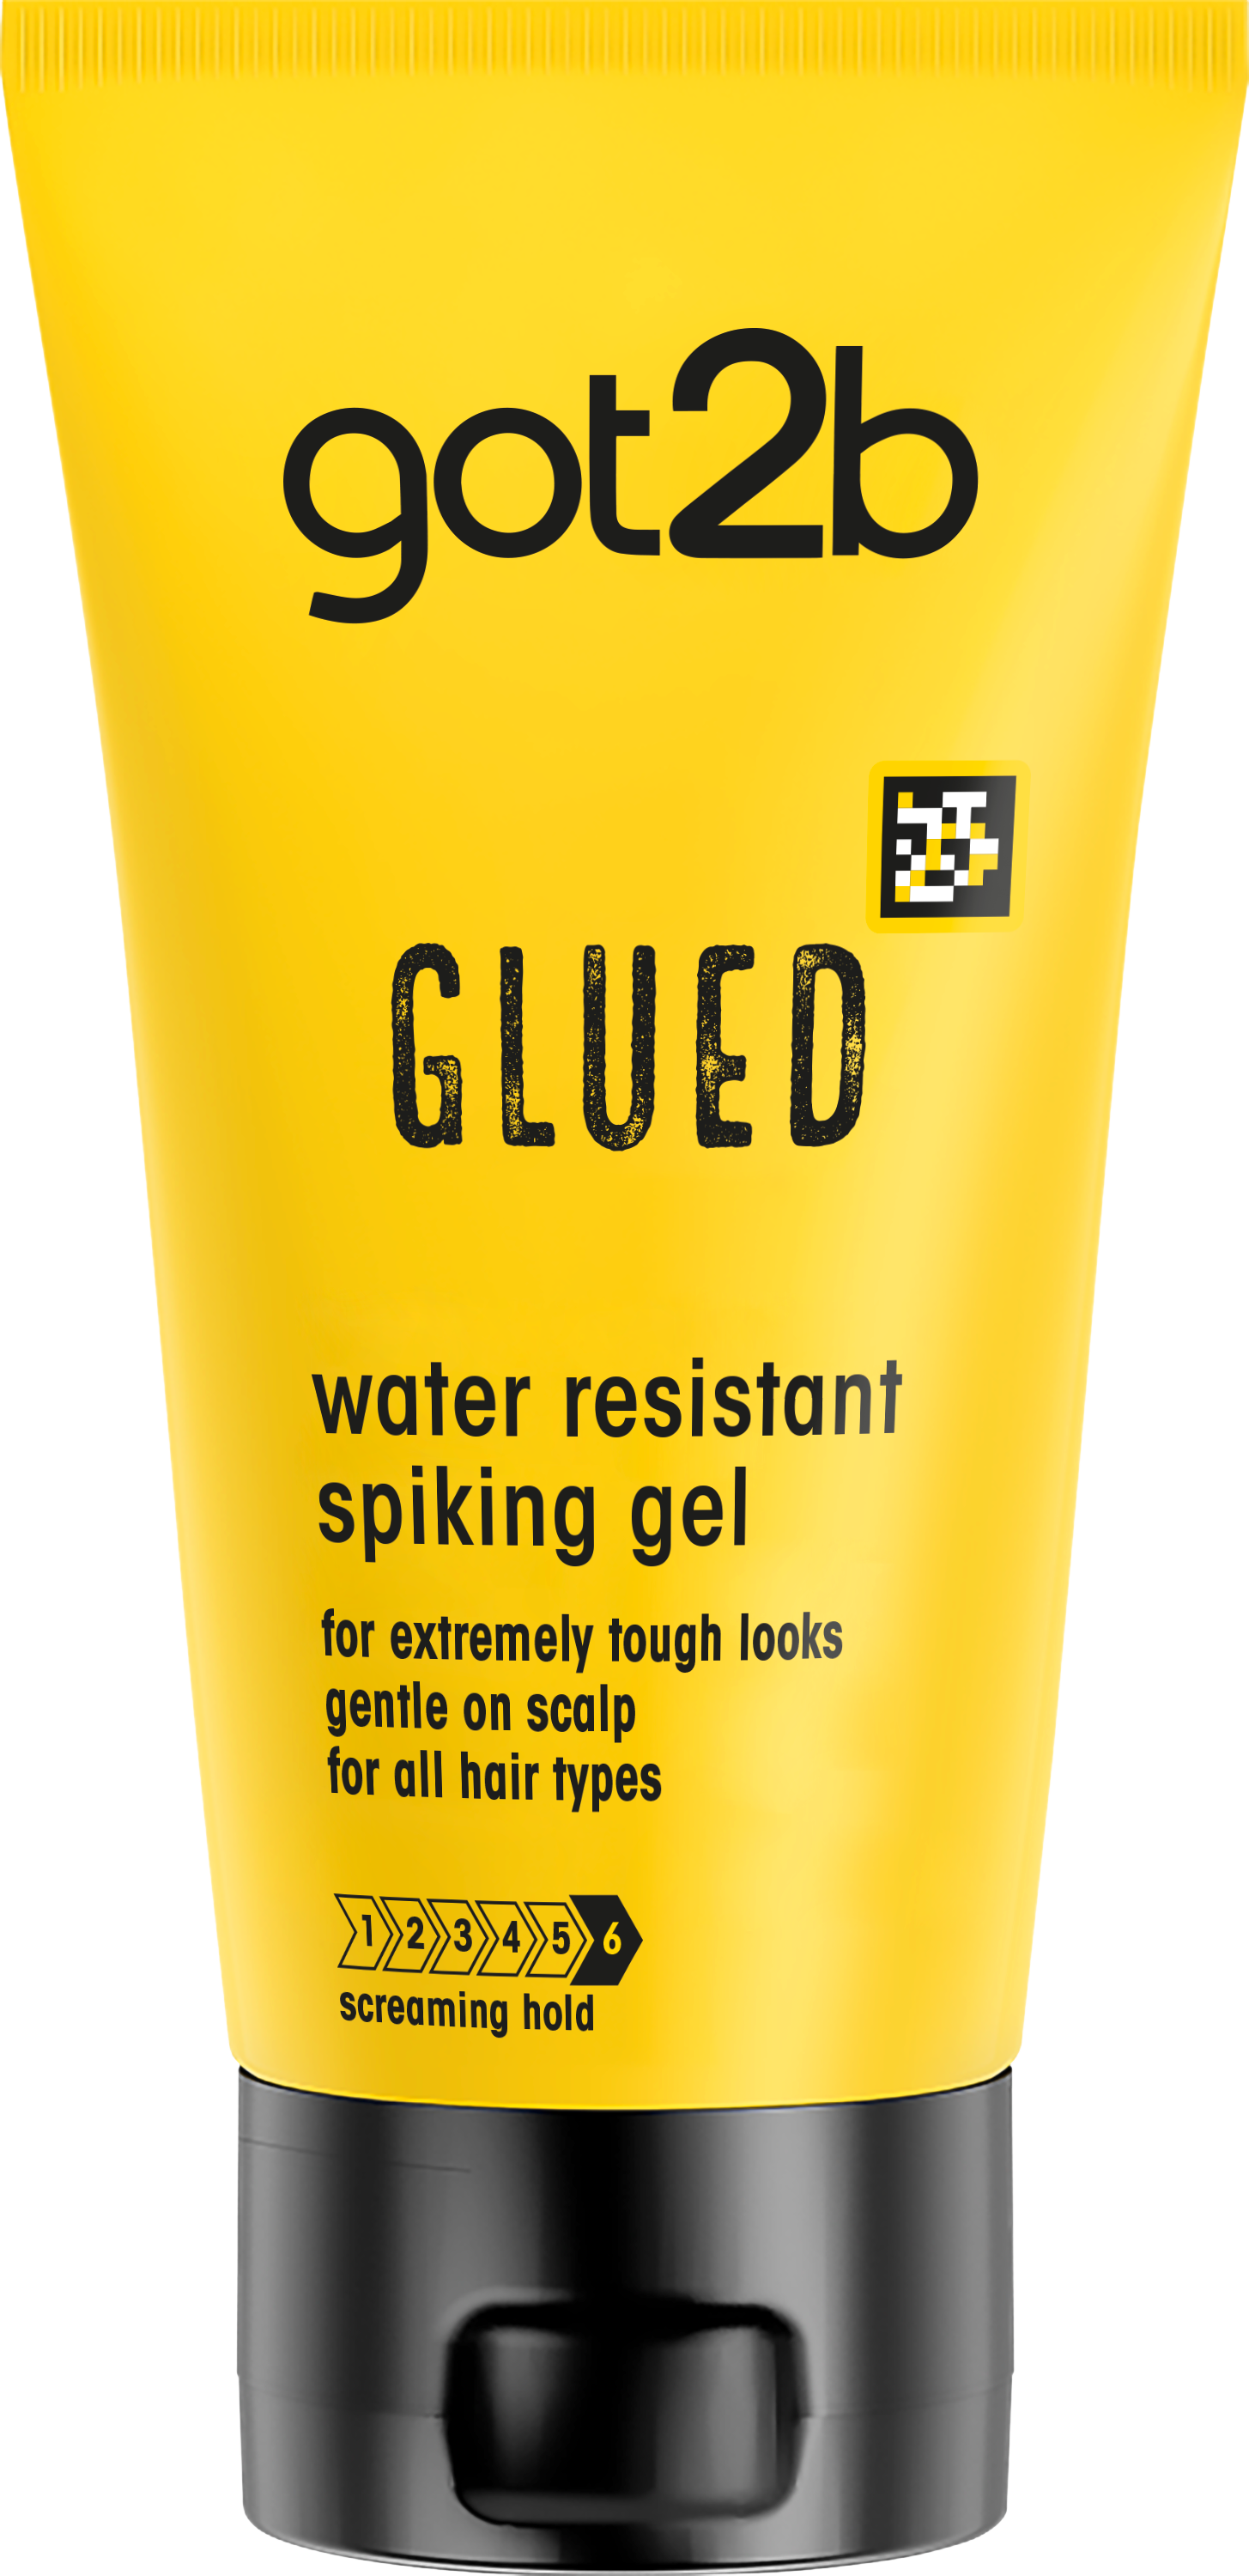 got2b
GLUED
water resistant
spiking gel
for extremely tough looks
gentle on scalp
for all hair types
1 2 3 4 5 6
screaming hold